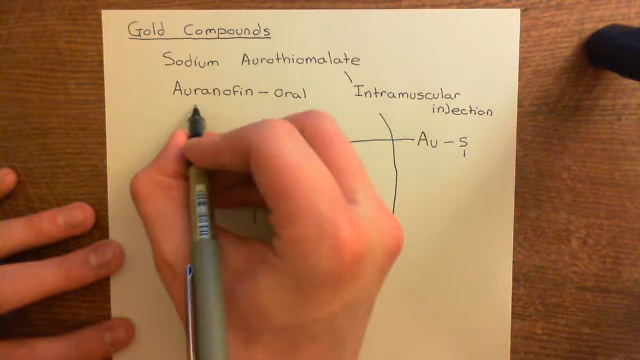 Gold Compounds
Sodium Aurothiomalate
Auranofin - oral
Intramuscular
injection
Au - S